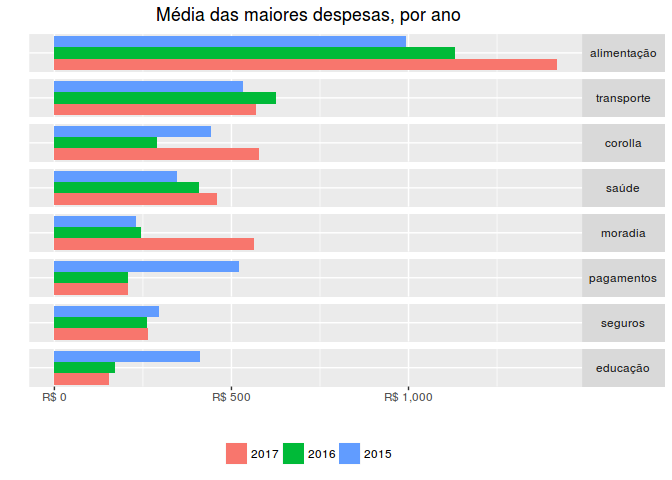 Média das maiores despesas, por ano
alimentação
transporte
corolla
saúde
moradia
pagamentos
seguros
educação
R$ 0 R$ 500 R$ 1,000
2017 2016 2015